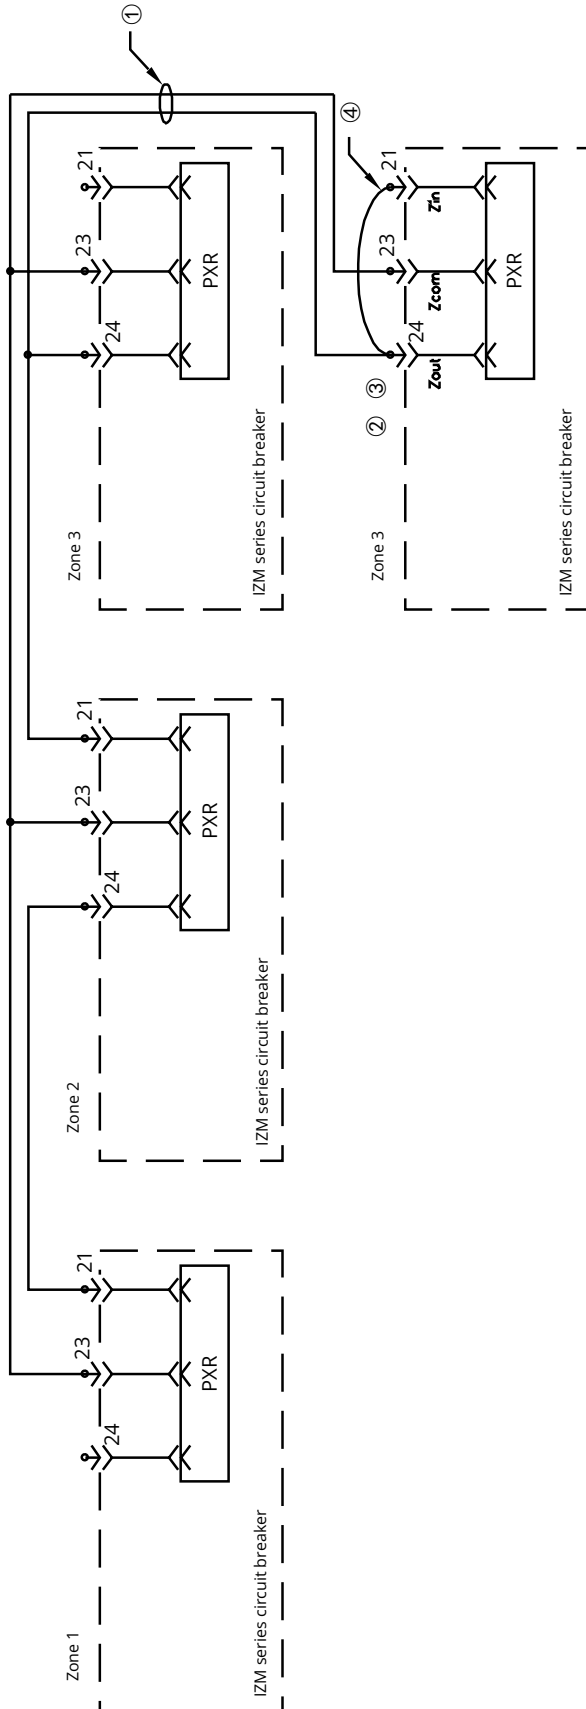 ①
④
21
23
24
PXR
Zone 3
IZM series circuit breaker
21
23
24
Zin
Zcom
Zout
PXR
③
②
Zone 3
IZM series circuit breaker
21
23
24
PXR
Zone 2
IZM series circuit breaker
21
23
24
PXR
Zone 1
IZM series circuit breaker